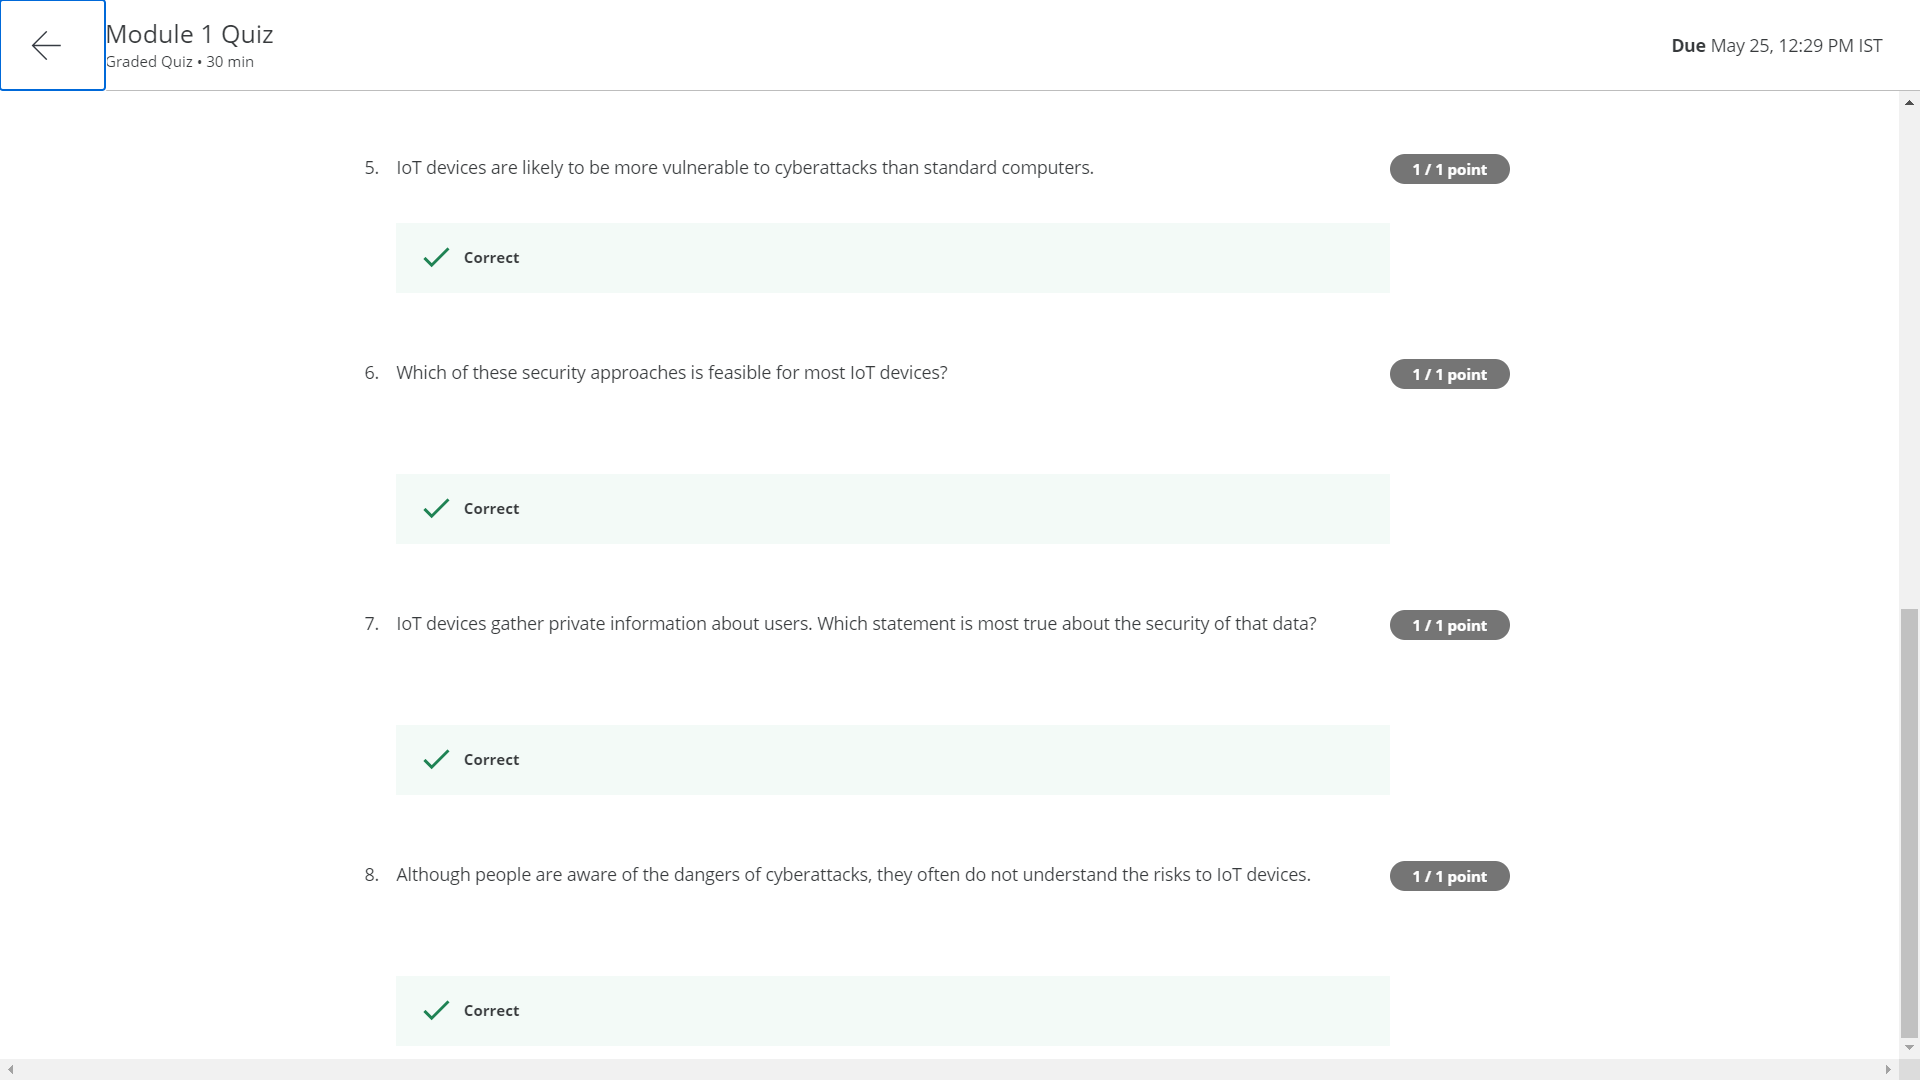 Module 1 Quiz
Graded Quiz • 30 min
Due May 25, 12:29 PM IST
5. IoT devices are likely to be more vulnerable to cyberattacks than standard computers.
1 / 1 point
Correct
6. Which of these security approaches is feasible for most IoT devices?
1 / 1 point
Correct
7. IoT devices gather private information about users. Which statement is most true about the security of that data?
1 / 1 point
Correct
8. Although people are aware of the dangers of cyberattacks, they often do not understand the risks to IoT devices.
1 / 1 point
Correct